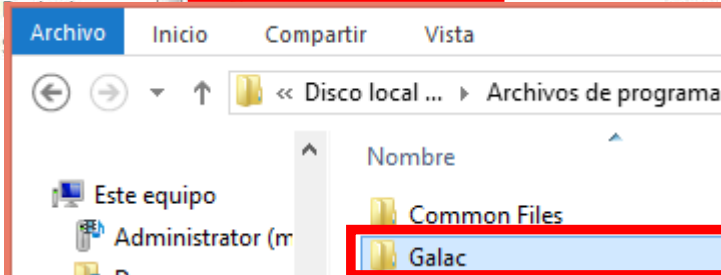 Archivo Inicio Compartir Vista
« Disco local ... Archivos de programa
Nombre
Este equipo
Common Files
Administrator (m
Galac